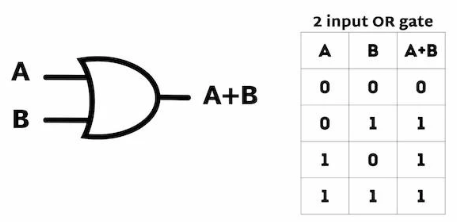 A
B
A+B
2 input OR gate
A B A+B
0 0 0
0 1 1
1 0 1
1 1 1